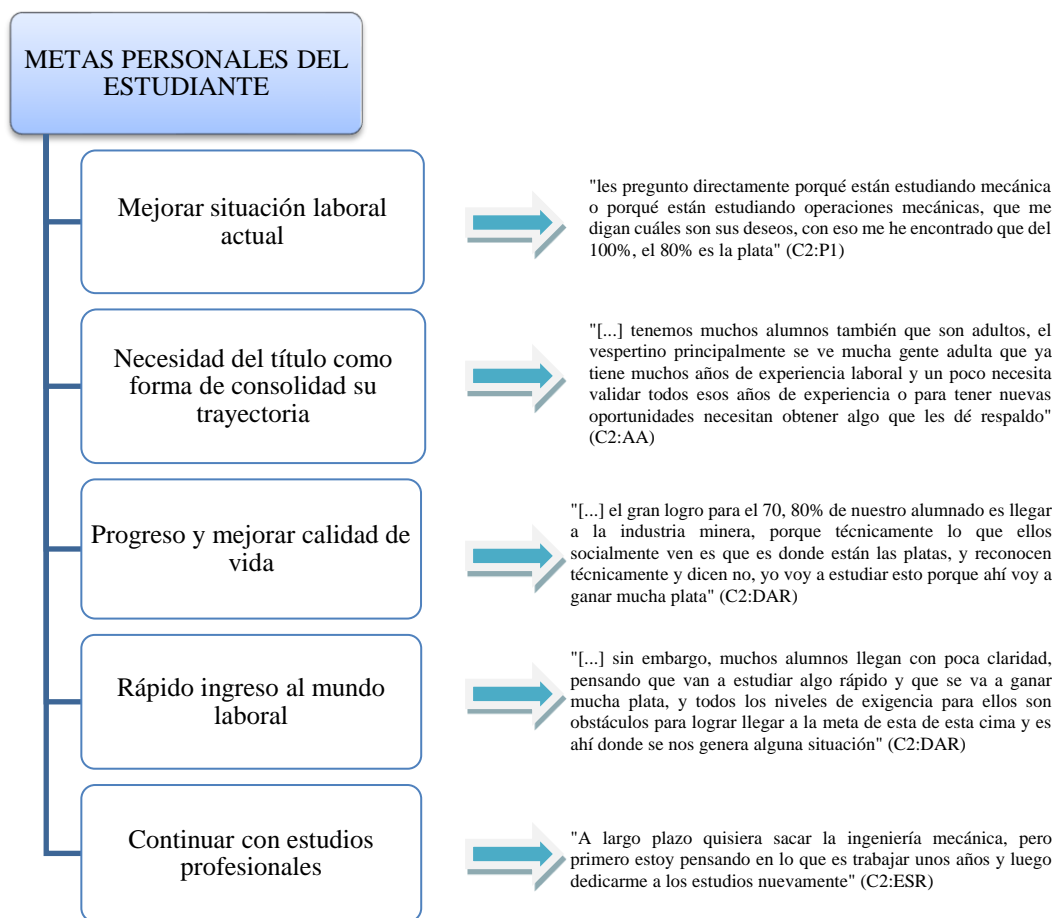 METAS PERSONALES DEL
ESTUDIANTE
Mejorar situación laboral
actual
"les pregunto directamente porqué están estudiando mecánica
o porqué están estudiando operaciones mecánicas, que me
digan cuáles son sus deseos, con eso me he encontrado que del
100%, el 80% es la plata" (C2:P1)
Necesidad del título como
forma de consolidad su
trayectoria
"[...] tenemos muchos alumnos también que son adultos, el
vespertino principalmente se ve mucha gente adulta que ya
tiene muchos años de experiencia laboral y un poco necesita
validar todos esos años de experiencia o para tener nuevas
oportunidades necesitan obtener algo que les dé respaldo"
(C2:AA)
Progreso y mejorar calidad de
vida
"[...] el gran logro para el 70, 80% de nuestro alumnado es llegar
a la industria minera, porque técnicamente lo que ellos
socialmente ven es que es donde están las platas, y reconocen
técnicamente y dicen no, yo voy a estudiar esto porque ahí voy a
ganar mucha plata" (C2:DAR)
Rápido ingreso al mundo
laboral
"[...] sin embargo, muchos alumnos llegan con poca claridad,
pensando que van a estudiar algo rápido y que se va a ganar
mucha plata, y todos los niveles de exigencia para ellos son
obstáculos para lograr llegar a la meta de esta de esta cima y es
ahí donde se nos genera alguna situación" (C2:DAR)
Continuar con estudios
profesionales
"A largo plazo quisiera sacar la ingeniería mecánica, pero
primero estoy pensando en lo que es trabajar unos años y luego
dedicarme a los estudios nuevamente" (C2:ESR)